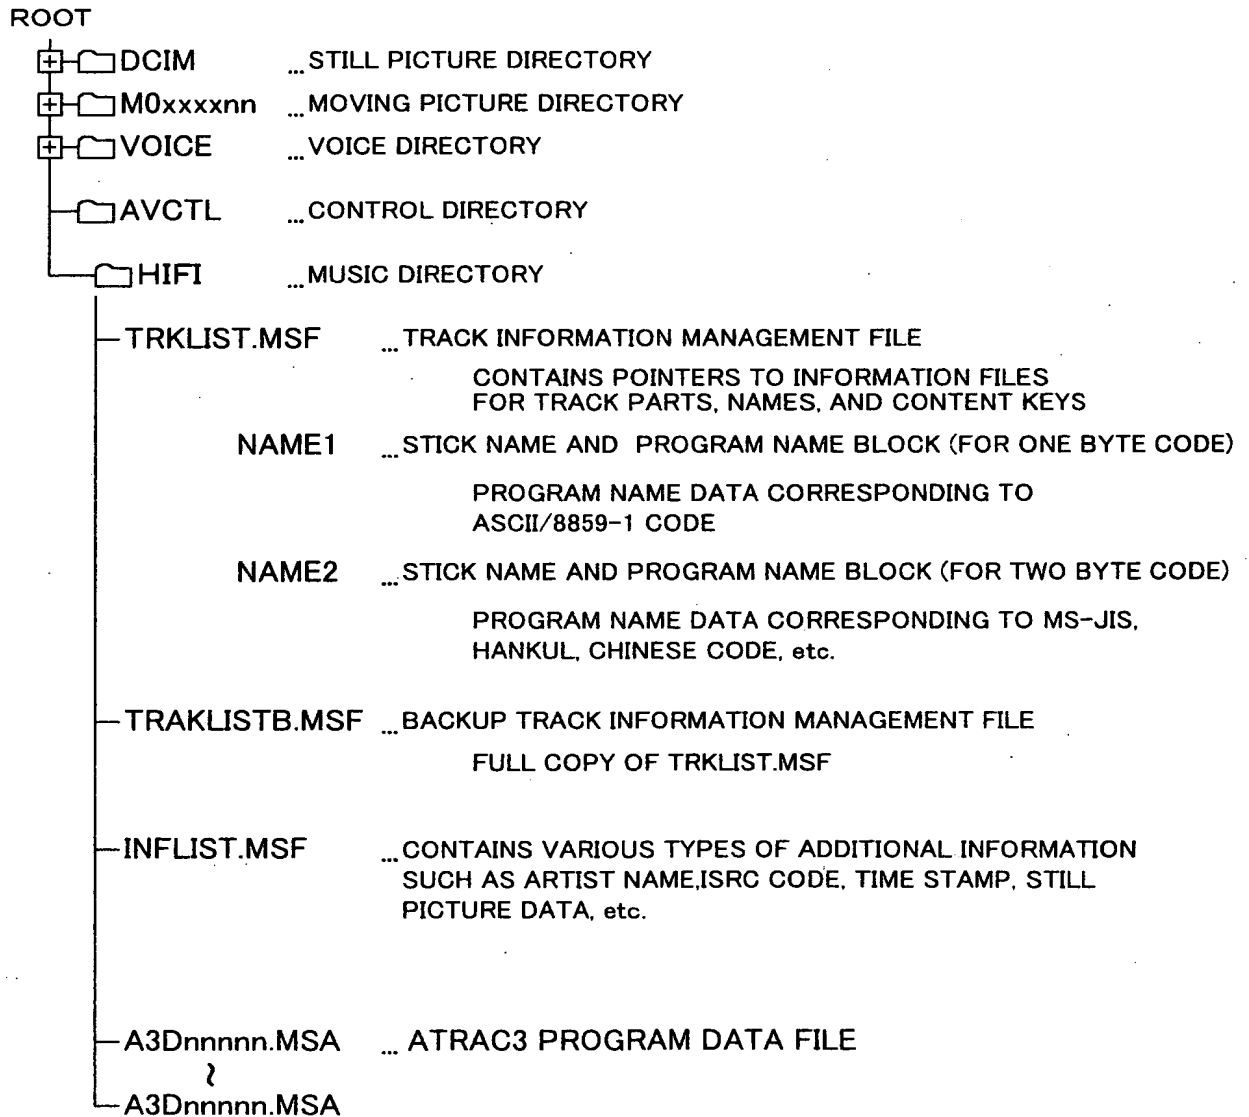 ROOT
DCIM ... STILL PICTURE DIRECTORY
M0xxxxnn ... MOVING PICTURE DIRECTORY
VOICE ... VOICE DIRECTORY
AVCTL ... CONTROL DIRECTORY
HIFI ... MUSIC DIRECTORY
TRKLIST.MSF ... TRACK INFORMATION MANAGEMENT FILE
CONTAINS POINTERS TO INFORMATION FILES
FOR TRACK PARTS, NAMES, AND CONTENT KEYS
NAME1 ... STICK NAME AND PROGRAM NAME BLOCK (FOR ONE BYTE CODE)
PROGRAM NAME DATA CORRESPONDING TO
ASCII/8859-1 CODE
NAME2 ... STICK NAME AND PROGRAM NAME BLOCK (FOR TWO BYTE CODE)
PROGRAM NAME DATA CORRESPONDING TO MS-JIS,
HANKUL, CHINESE CODE, etc.
TRAKLISTB.MSF ... BACKUP TRACK INFORMATION MANAGEMENT FILE
FULL COPY OF TRKLIST.MSF
INFLIST.MSF ... CONTAINS VARIOUS TYPES OF ADDITIONAL INFORMATION
SUCH AS ARTIST NAME,ISRC CODE, TIME STAMP, STILL
PICTURE DATA, etc.
A3Dnnnnn.MSA ... ATRAC3 PROGRAM DATA FILE
≀
A3Dnnnnn.MSA